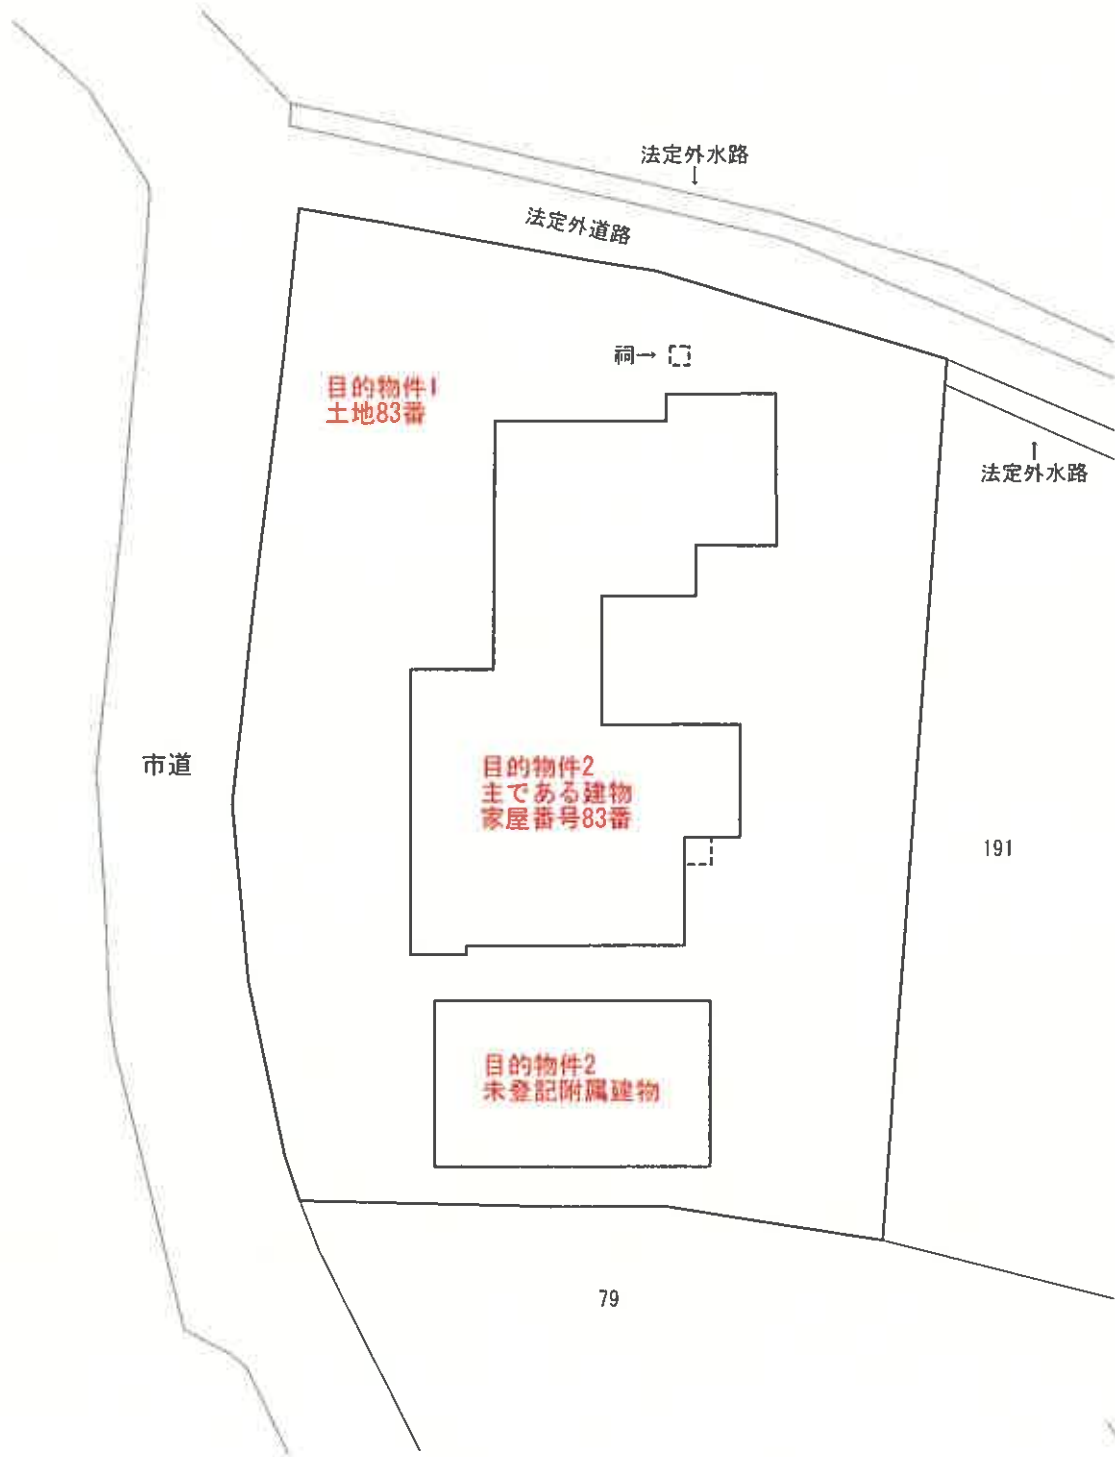 法定外水路
↓
法定外道路
祠→
目的物件1
土地83番
↑
法定外水路
市道
目的物件2
主である建物
家屋番号83番
191
目的物件2
未登記附属建物
79